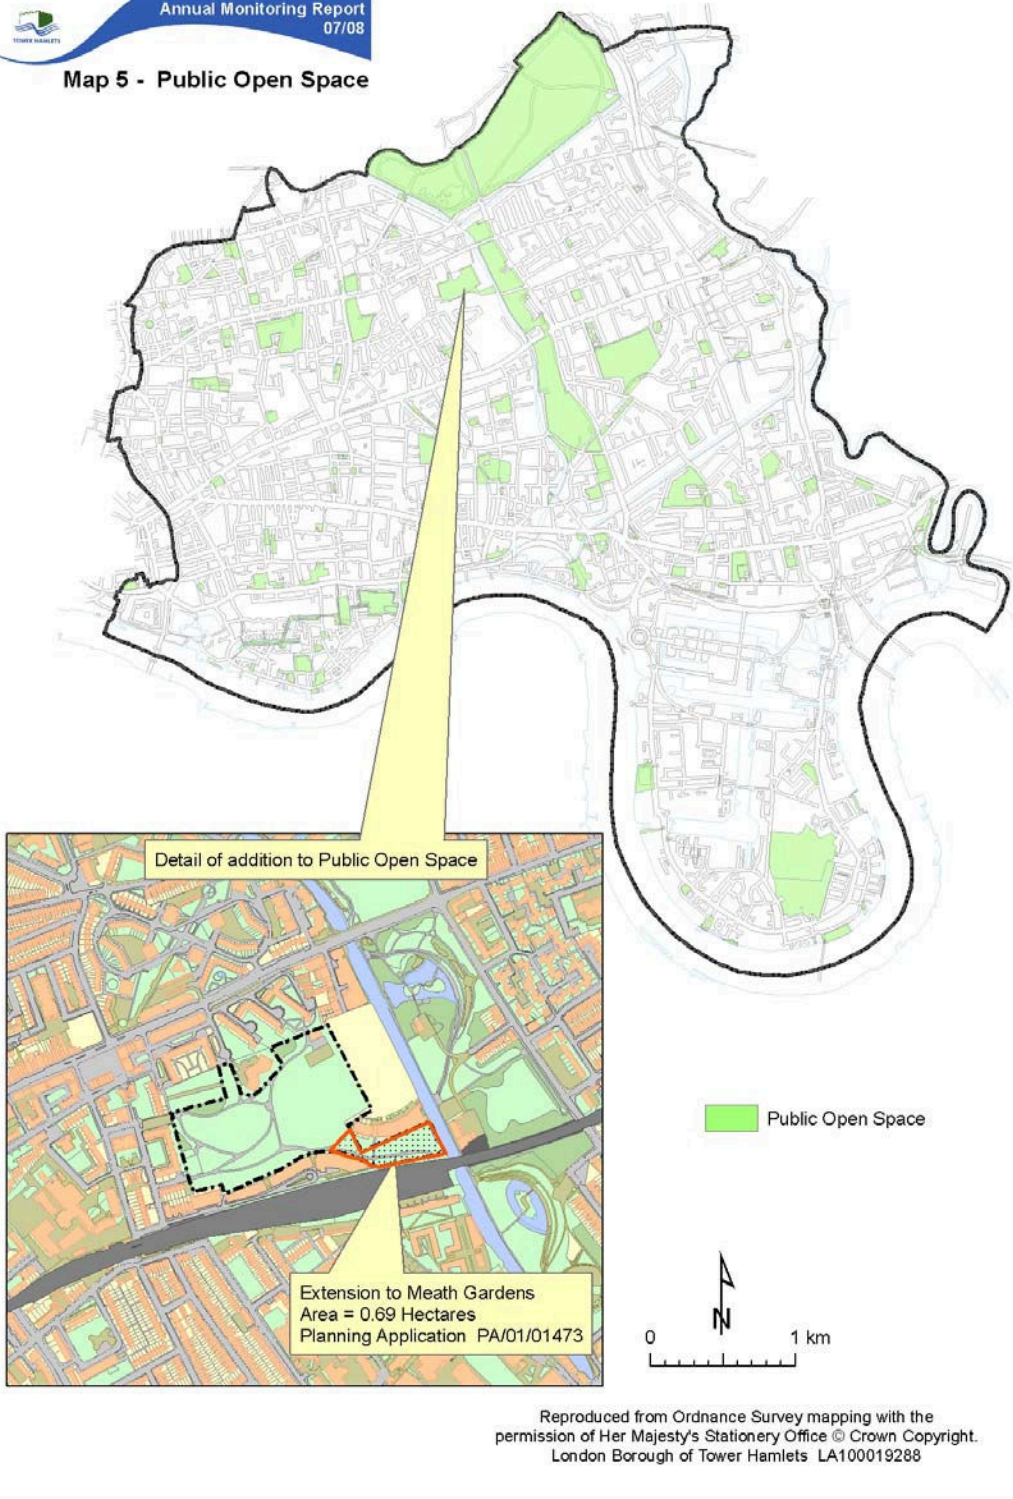 Annual Monitoring Report
07/08
TOWER HAMLETS
Map 5 - Public Open Space
Detail of addition to Public Open Space
Extension to Meath Gardens
Area = 0.69 Hectares
Planning Application PA/01/01473
Public Open Space
N
0 1 km
Reproduced from Ordnance Survey mapping with the
permission of Her Majesty's Stationery Office © Crown Copyright.
London Borough of Tower Hamlets LA100019288